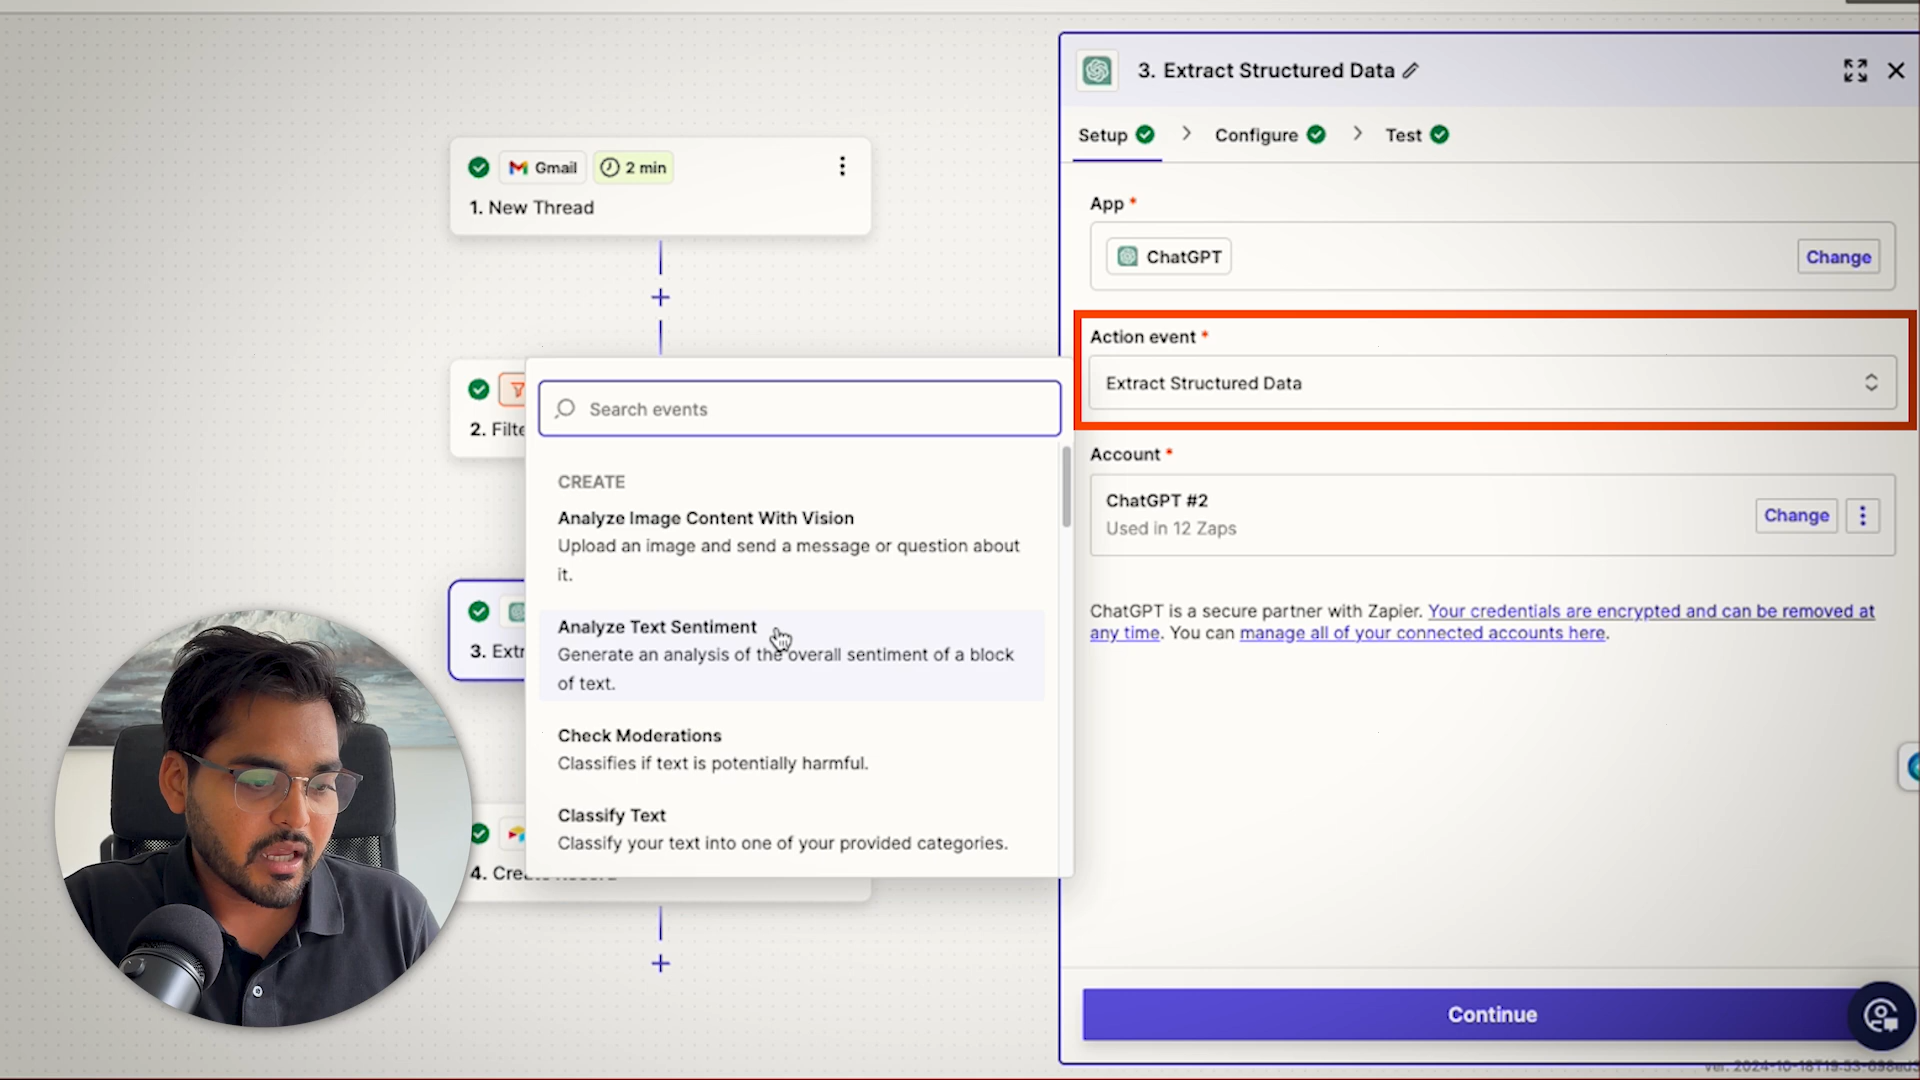 Gmail
2 min
1. New Thread
2. Filte
3. Extr
4. Crea
Search events
CREATE
Analyze Image Content With Vision
Upload an image and send a message or question about
it.
Analyze Text Sentiment
Generate an analysis of the overall sentiment of a block
of text.
Check Moderations
Classifies if text is potentially harmful.
Classify Text
Classify your text into one of your provided categories.
3. Extract Structured Data
Setup
Configure
Test
App *
ChatGPT
Change
Action event *
Extract Structured Data
Account *
ChatGPT #2
Used in 12 Zaps
Change
ChatGPT is a secure partner with Zapier. Your credentials are encrypted and can be removed at
any time. You can manage all of your connected accounts here.
Continue